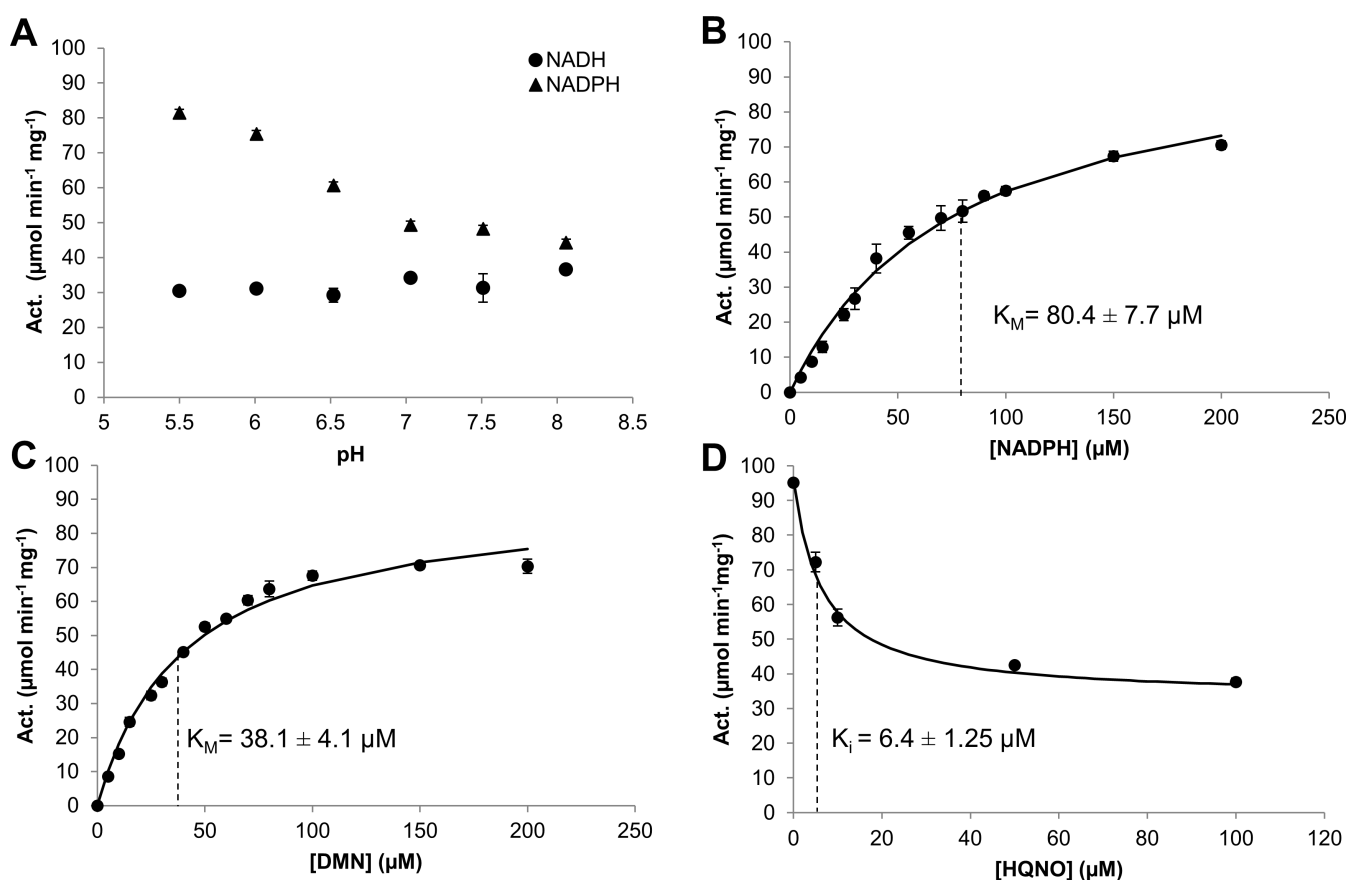 A
100
90
80
70
60
50
40
30
20
10
0
Act. (µmol min⁻¹ mg⁻¹)
NADH
NADPH
5 5.5 6 6.5 7 7.5 8 8.5
pH
B
100
90
80
70
60
50
40
30
20
10
0
Act. (µmol min⁻¹ mg⁻¹)
K_M= 80.4 ± 7.7 µM
0 50 100 150 200 250
[NADPH] (µM)
C
100
90
80
70
60
50
40
30
20
10
0
Act. (µmol min⁻¹ mg⁻¹)
K_M= 38.1 ± 4.1 µM
0 50 100 150 200 250
[DMN] (µM)
D
100
90
80
70
60
50
40
30
20
10
0
Act. (µmol min⁻¹mg⁻¹)
K_i = 6.4 ± 1.25 µM
0 20 40 60 80 100 120
[HQNO] (µM)